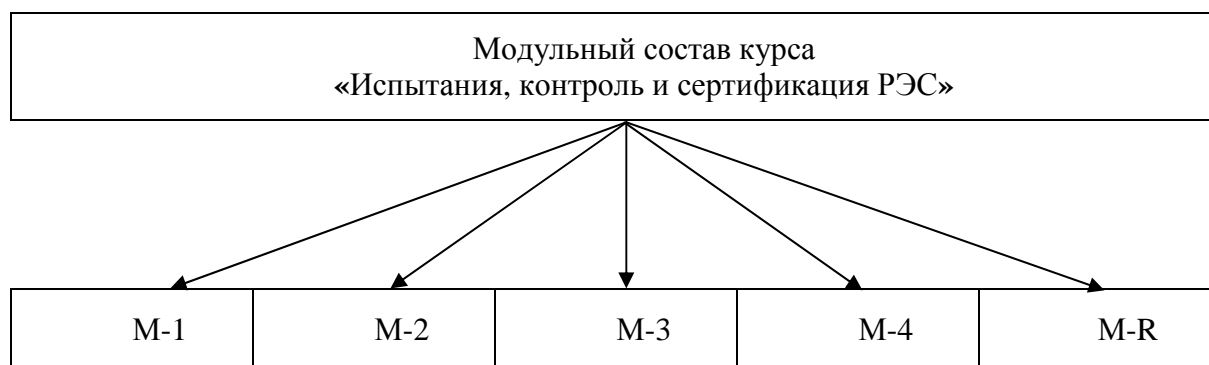 Модульный состав курса
«Испытания, контроль и сертификация РЭС»
М-1 М-2 М-3 М-4 М-R